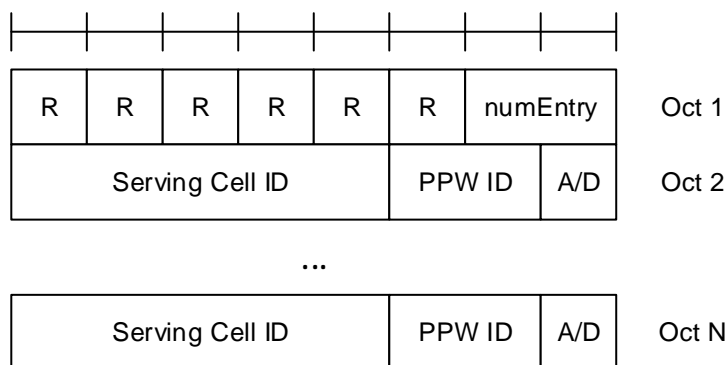 R R R R R R numEntry Oct 1
Serving Cell ID PPW ID A/D Oct 2
...
Serving Cell ID PPW ID A/D Oct N